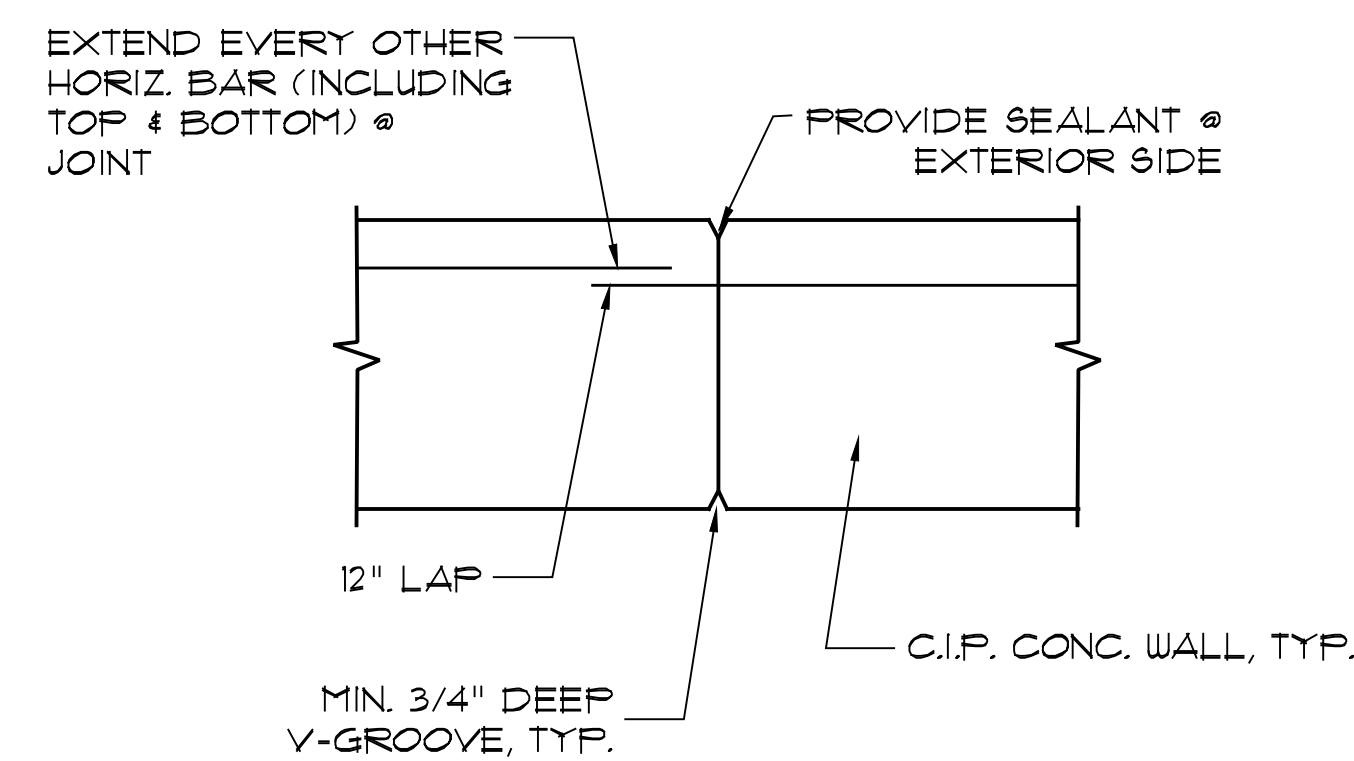 EXTEND EVERY OTHER
HORIZ. BAR (INCLUDING
TOP & BOTTOM) @
JOINT
PROVIDE SEALANT @
EXTERIOR SIDE
12" LAP
C.I.P. CONC. WALL, TYP.
MIN. 3/4" DEEP
V-GROOVE, TYP.